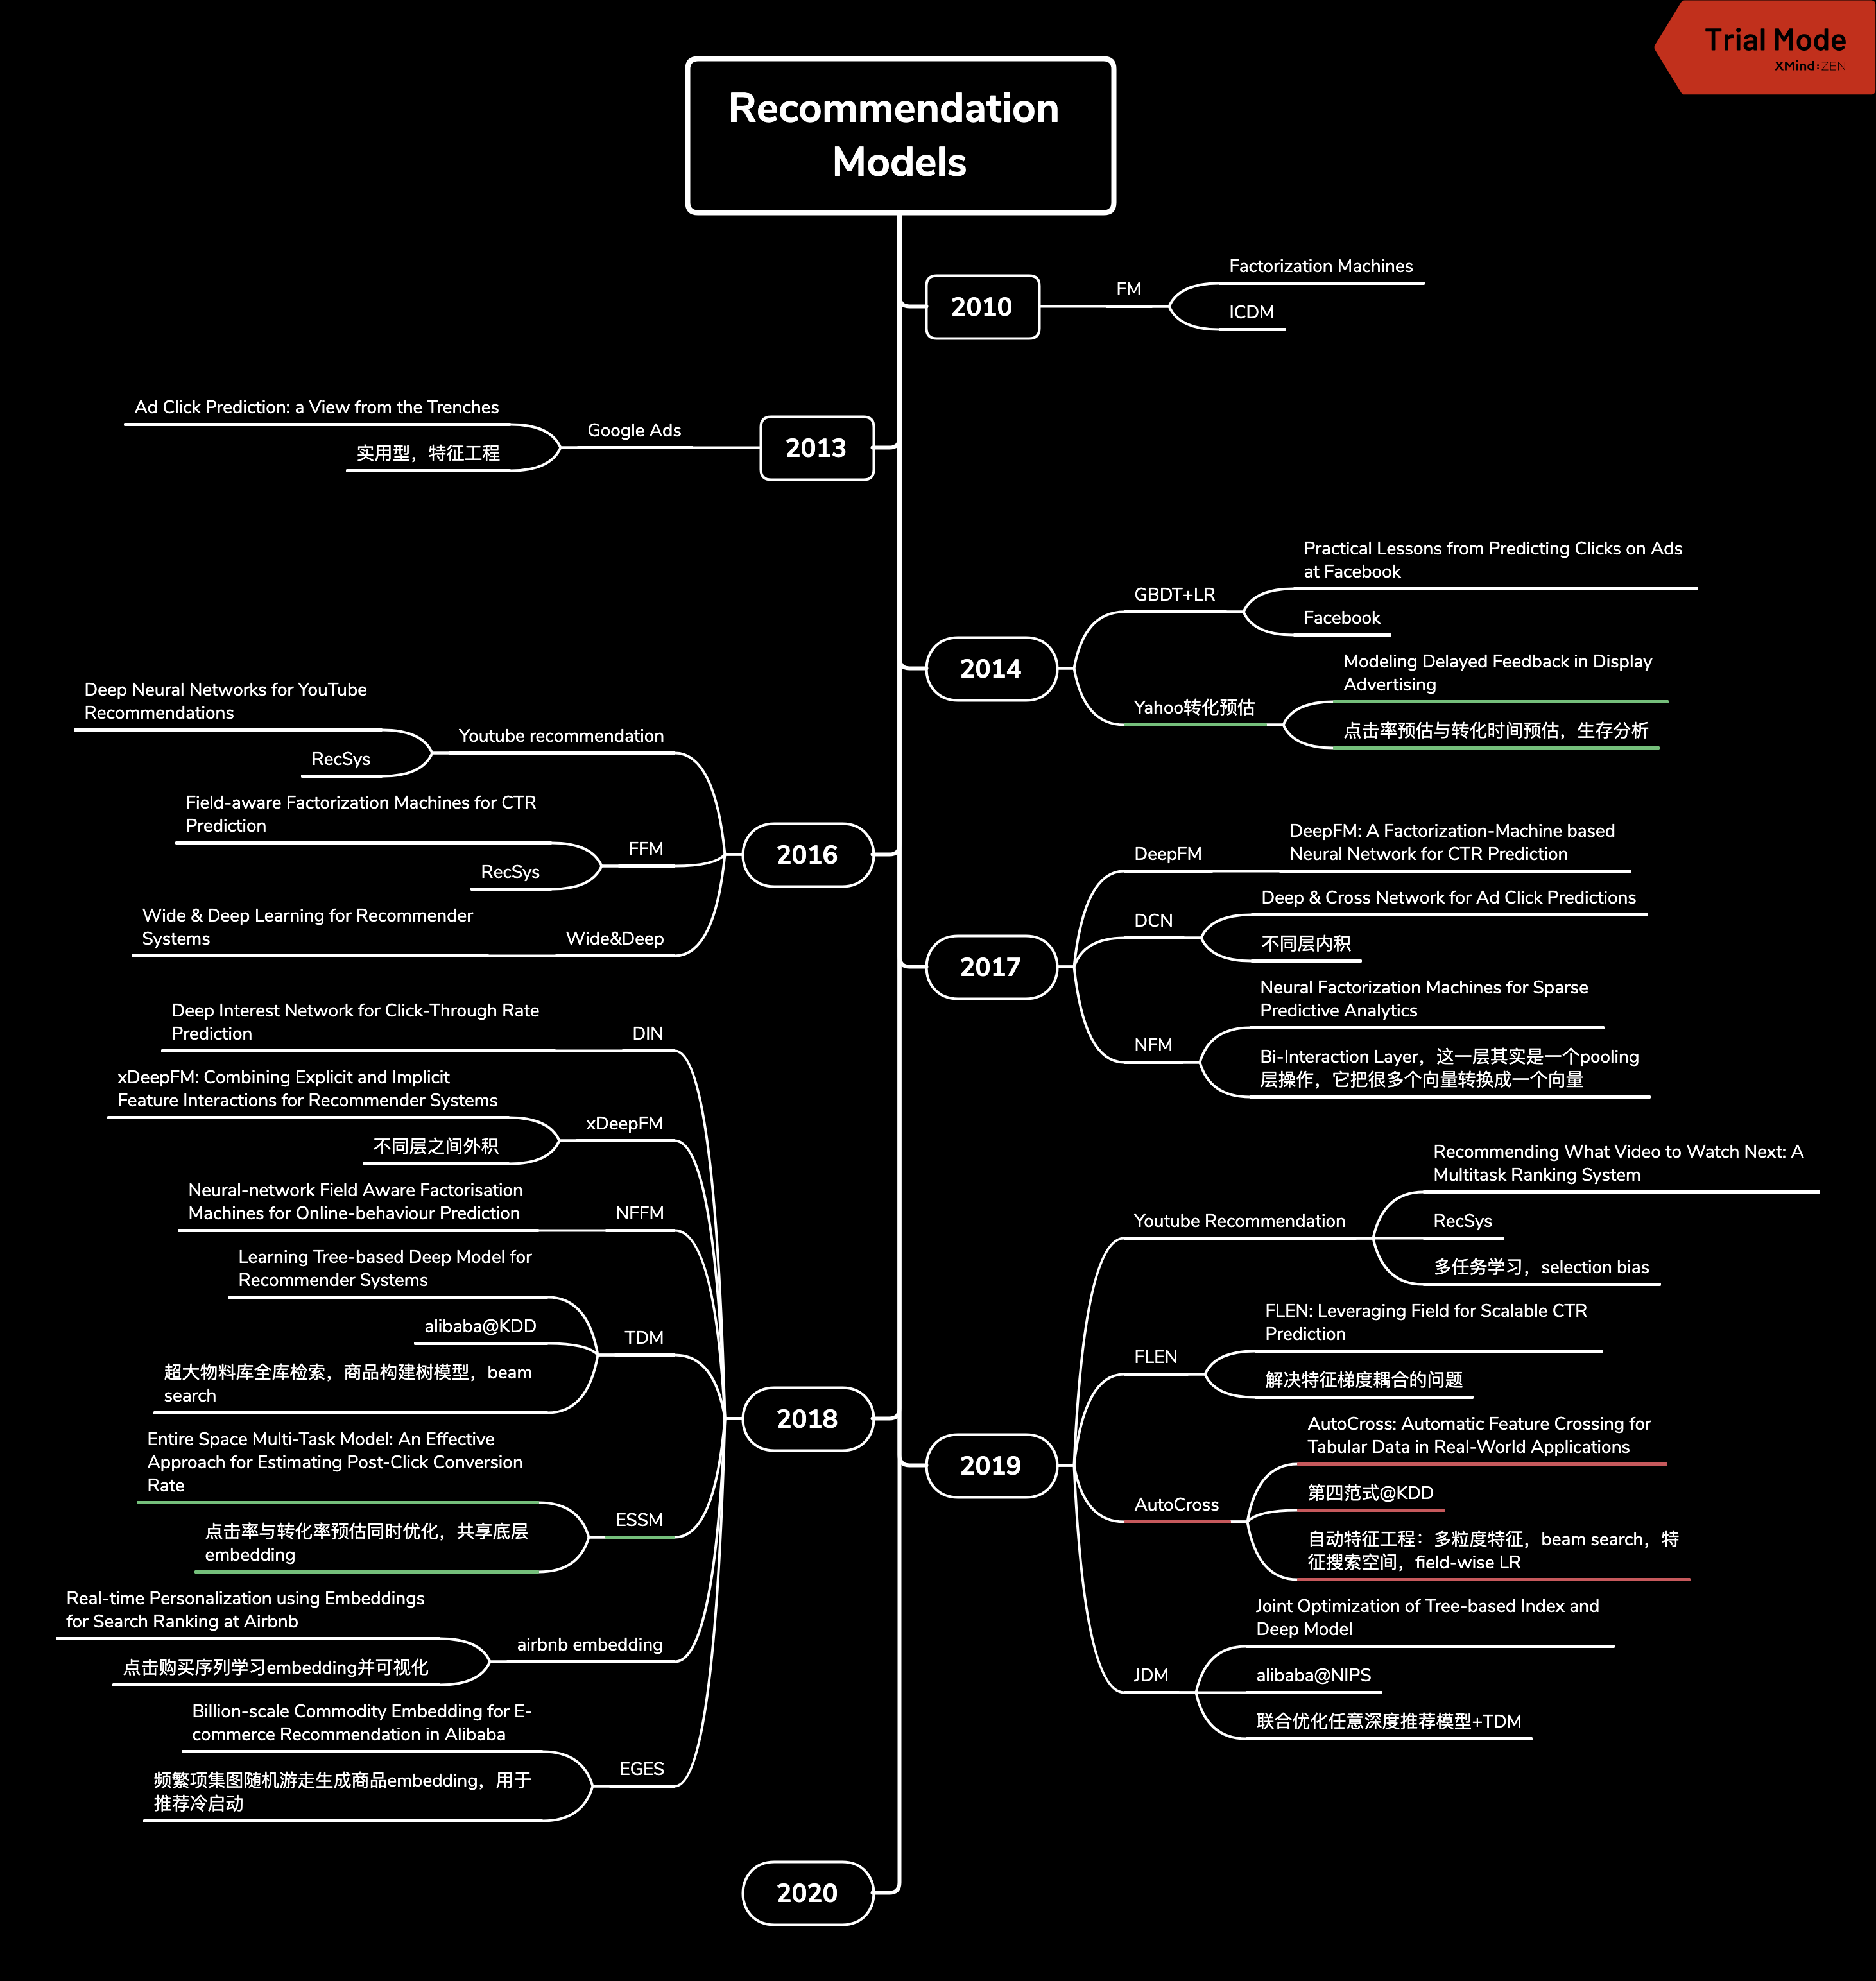 Trial Mode
XMind:ZEN
Recommendation
Models
2010
FM
Factorization Machines
ICDM
2013
Google Ads
Ad Click Prediction: a View from the Trenches
实用型，特征工程
2014
GBDT+LR
Practical Lessons from Predicting Clicks on Ads
at Facebook
Facebook
Yahoo转化预估
Modeling Delayed Feedback in Display
Advertising
点击率预估与转化时间预估，生存分析
2016
Youtube recommendation
Deep Neural Networks for YouTube
Recommendations
RecSys
FFM
Field-aware Factorization Machines for CTR
Prediction
RecSys
Wide&Deep
Wide & Deep Learning for Recommender
Systems
2017
DeepFM
DeepFM: A Factorization-Machine based
Neural Network for CTR Prediction
DCN
Deep & Cross Network for Ad Click Predictions
不同层内积
NFM
Neural Factorization Machines for Sparse
Predictive Analytics
Bi-Interaction Layer，这一层其实是一个pooling
层操作，它把很多个向量转换成一个向量
2018
DIN
Deep Interest Network for Click-Through Rate
Prediction
xDeepFM
xDeepFM: Combining Explicit and Implicit
Feature Interactions for Recommender Systems
不同层之间外积
NFFM
Neural-network Field Aware Factorisation
Machines for Online-behaviour Prediction
TDM
Learning Tree-based Deep Model for
Recommender Systems
alibaba@KDD
超大物料库全库检索，商品构建树模型，beam
search
ESSM
Entire Space Multi-Task Model: An Effective
Approach for Estimating Post-Click Conversion
Rate
点击率与转化率预估同时优化，共享底层
embedding
airbnb embedding
Real-time Personalization using Embeddings
for Search Ranking at Airbnb
点击购买序列学习embedding并可视化
EGES
Billion-scale Commodity Embedding for E-
commerce Recommendation in Alibaba
频繁项集图随机游走生成商品embedding，用于
推荐冷启动
2019
Youtube Recommendation
Recommending What Video to Watch Next: A
Multitask Ranking System
RecSys
多任务学习，selection bias
FLEN
FLEN: Leveraging Field for Scalable CTR
Prediction
解决特征梯度耦合的问题
AutoCross
AutoCross: Automatic Feature Crossing for
Tabular Data in Real-World Applications
第四范式@KDD
自动特征工程：多粒度特征，beam search，特
征搜索空间，field-wise LR
JDM
Joint Optimization of Tree-based Index and
Deep Model
alibaba@NIPS
联合优化任意深度推荐模型+TDM
2020